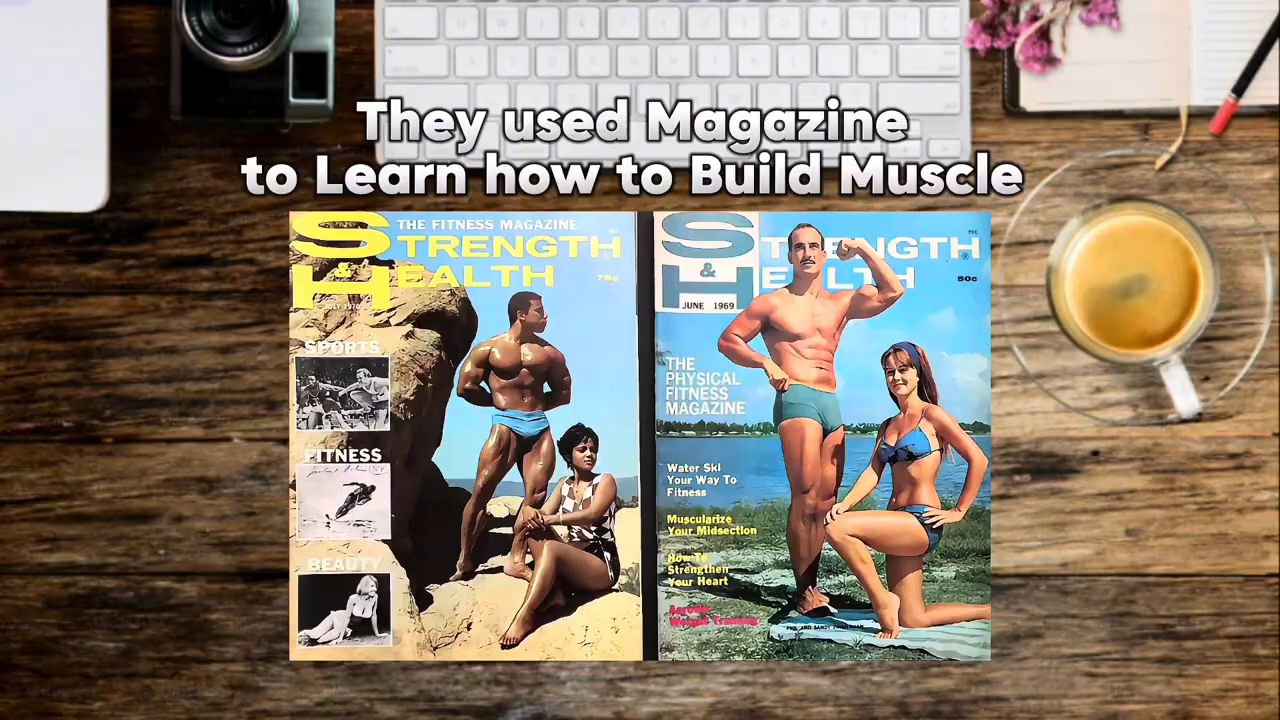 They used Magazine
to Learn how to Build Muscle
THE FITNESS MAGAZINE
STRENGTH
&
HEALTH
75c
SPORTS
FITNESS
BEAUTY
STRENGTH
&
HEALTH
50c
JUNE 1969
THE
PHYSICAL
FITNESS
MAGAZINE
Water Ski
Your Way To
Fitness
Muscularize
Your Midsection
How To
Strengthen
Your Heart
Weight Training